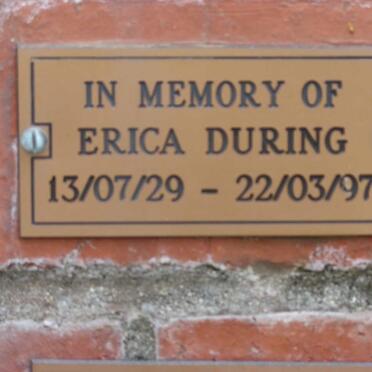 IN MEMORY OF
ERICA DURING
13/07/29 – 22/03/97